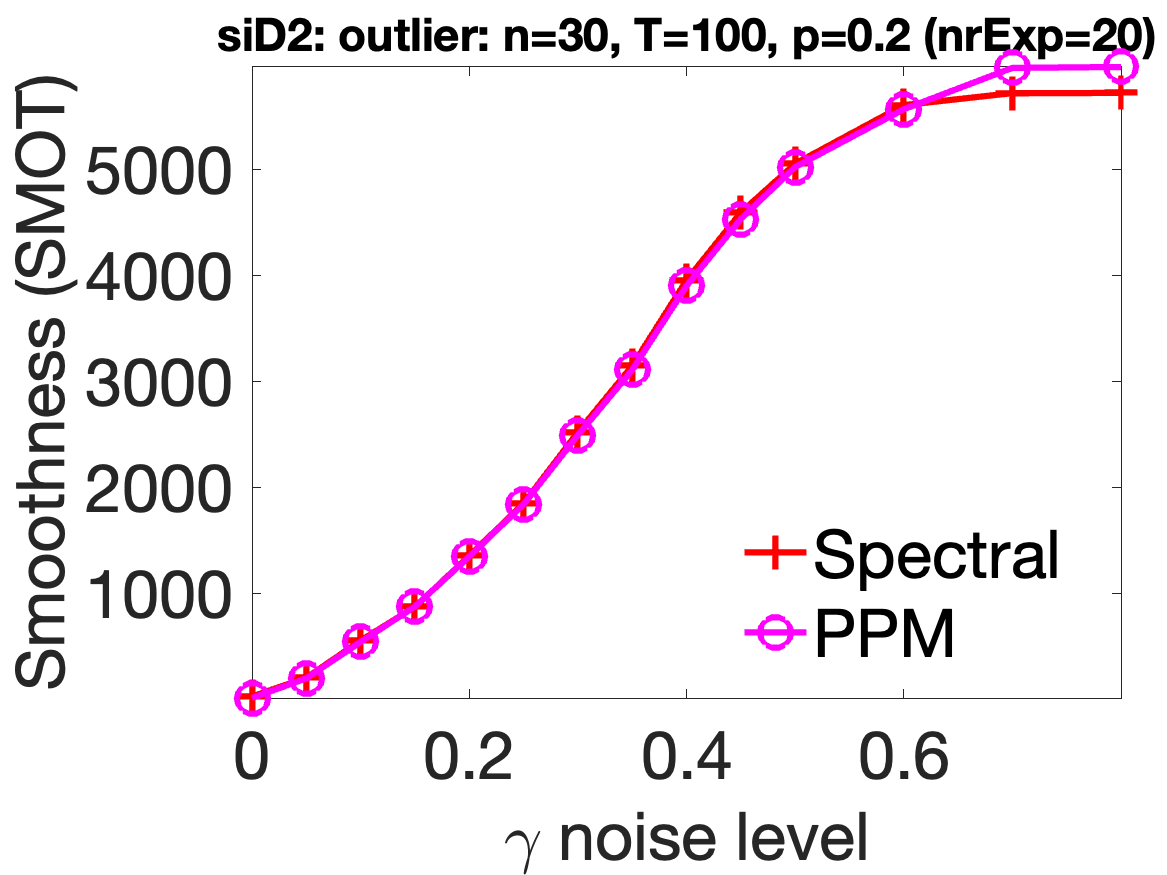 siD2: outlier: n=30, T=100, p=0.2 (nrExp=20)
Smoothness (SMOT)
5000
4000
3000
2000
1000
Spectral
PPM
0 0.2 0.4 0.6
γ noise level